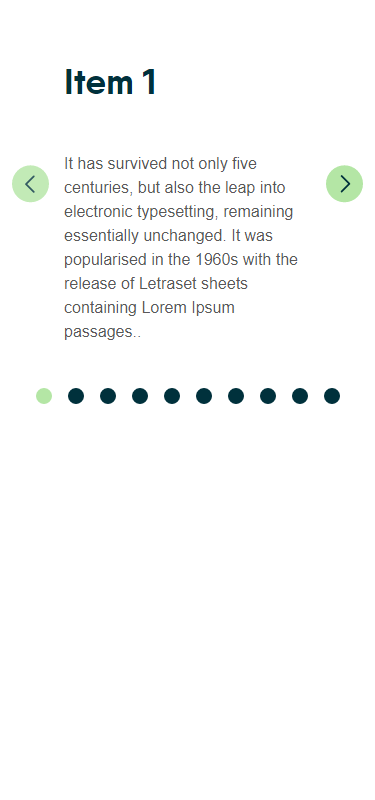 Item 1
It has survived not only five
centuries, but also the leap into
electronic typesetting, remaining
essentially unchanged. It was
popularised in the 1960s with the
release of Letraset sheets
containing Lorem Ipsum
passages..